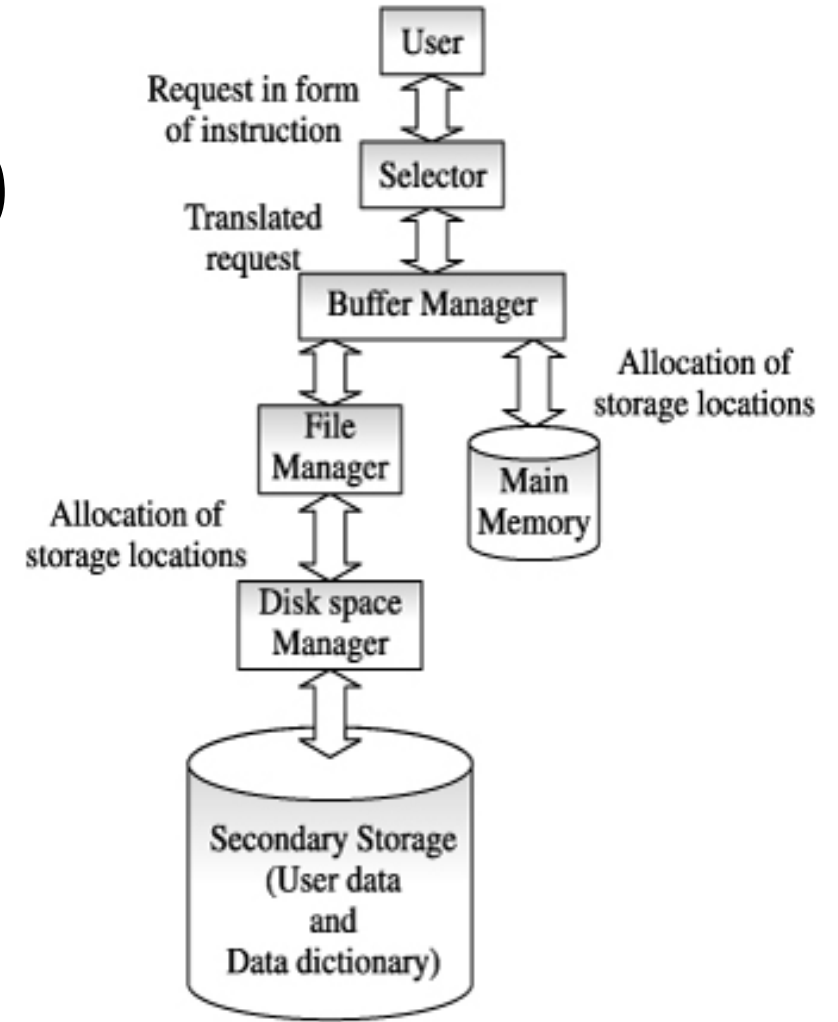 User
Request in form
of instruction
Selector
Translated
request
Buffer Manager
Allocation of
storage locations
File
Manager
Main
Memory
Allocation of
storage locations
Disk space
Manager
Secondary Storage
(User data
and
Data dictionary)